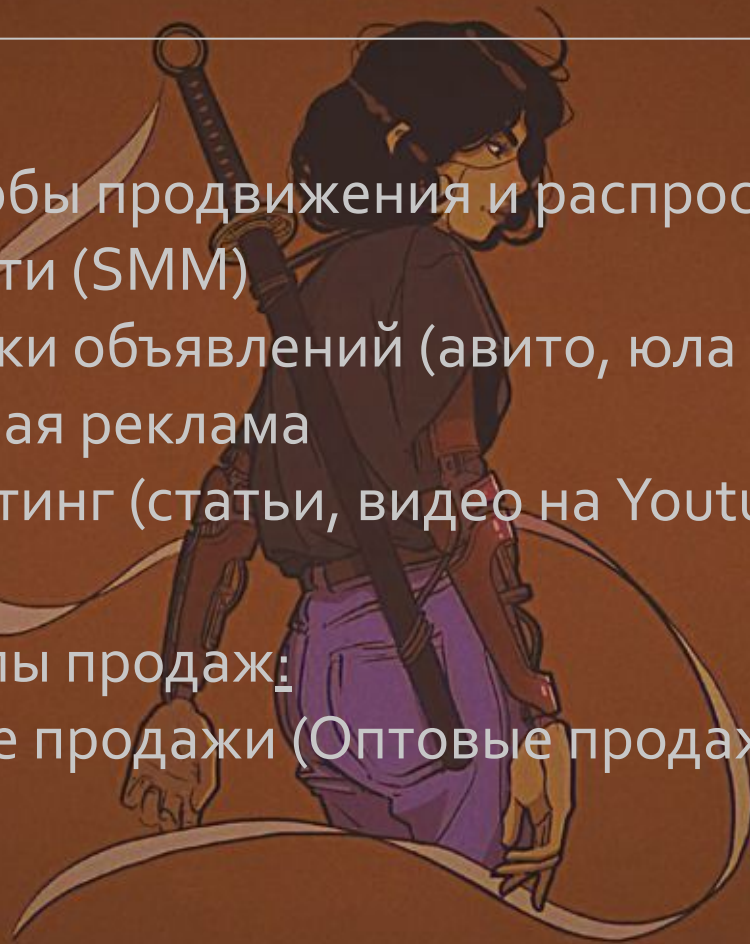 обы продвижения и распрос
ти (SMM)
ки объявлений (авито, юла
ая реклама
тинг (статьи, видео на Youtu
лы продаж:
е продажи (Оптовые продаж